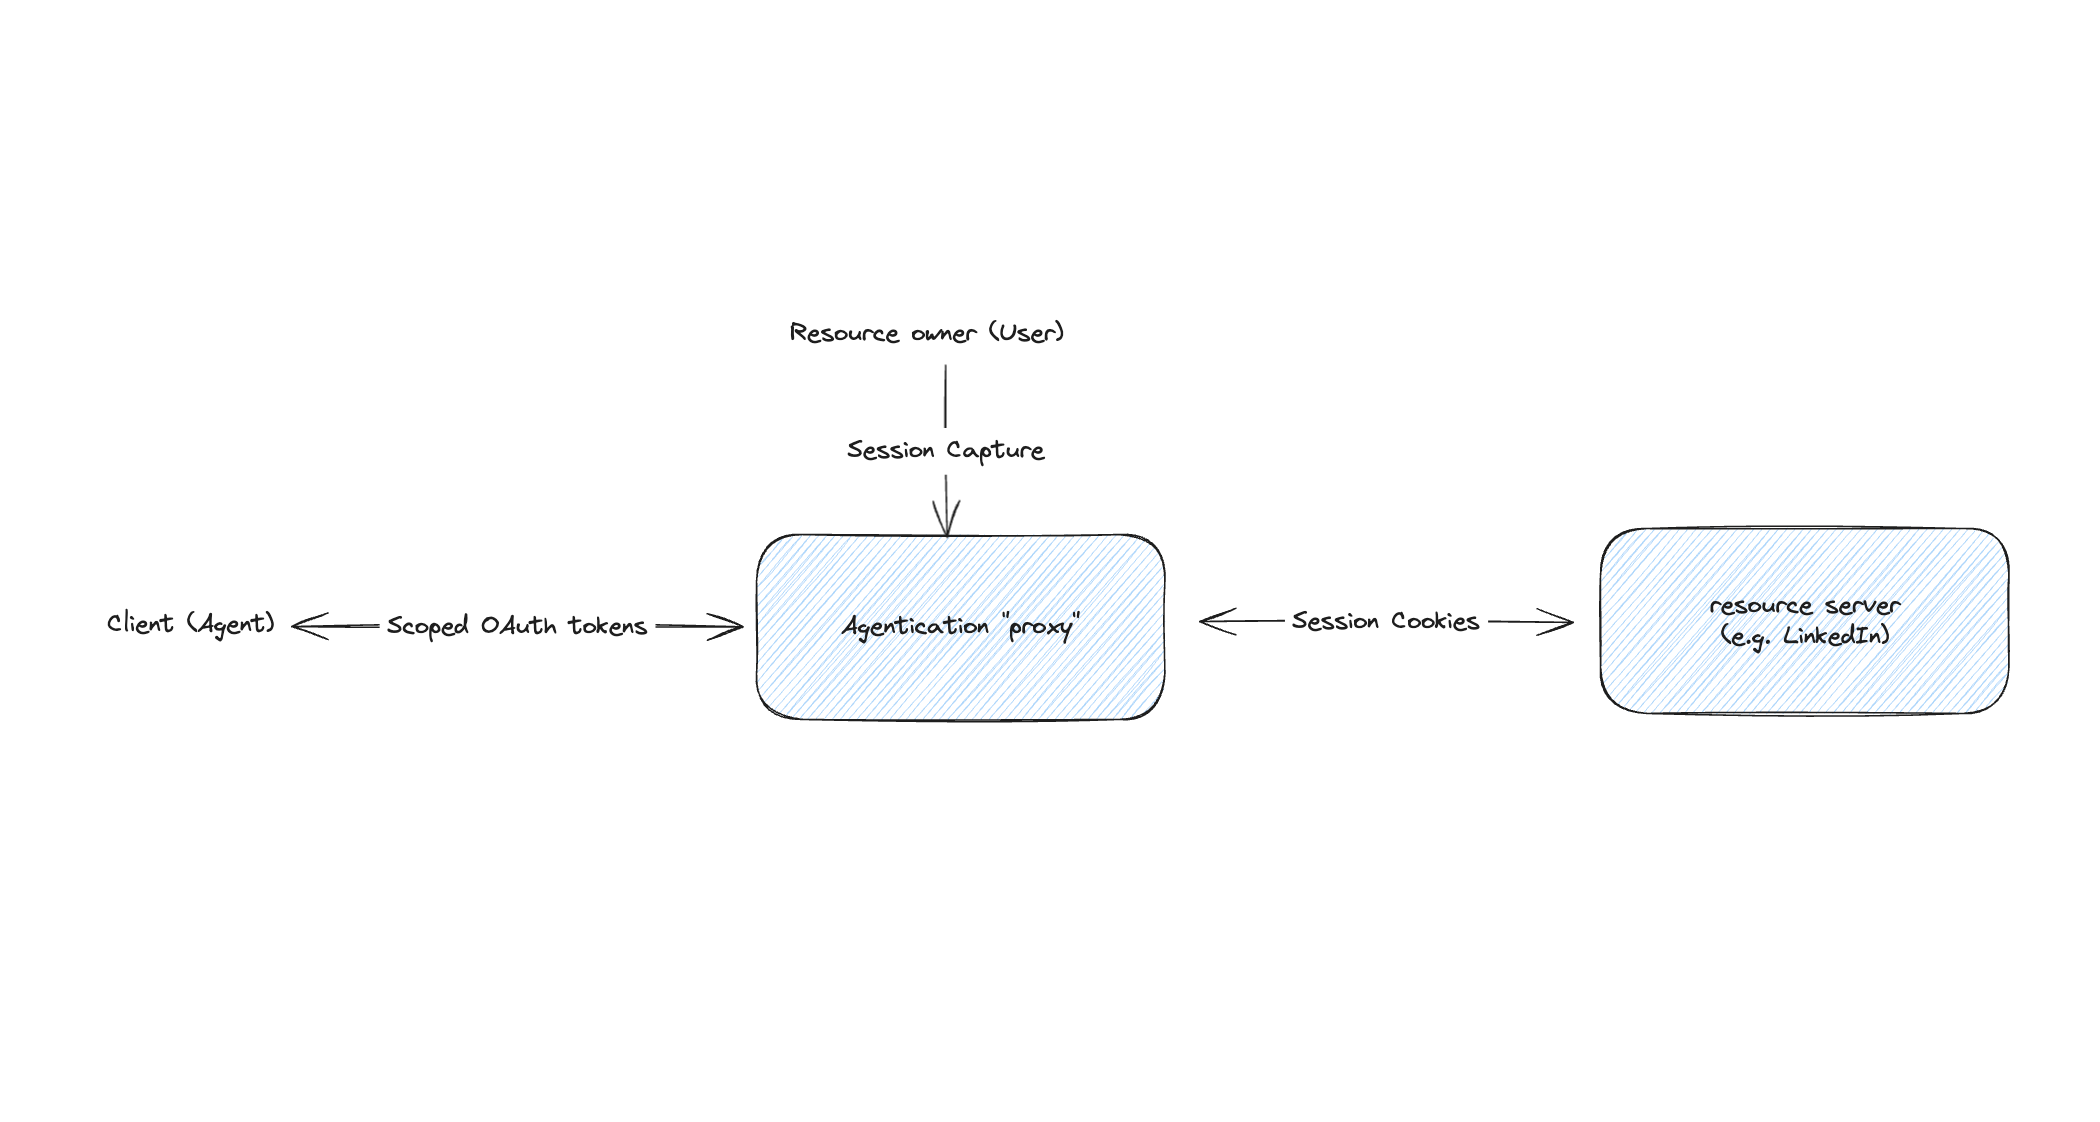 Resource owner (User)
Session Capture
Client (Agent)
Scoped OAuth tokens
Agentication "proxy"
Session Cookies
resource server
(e.g. LinkedIn)